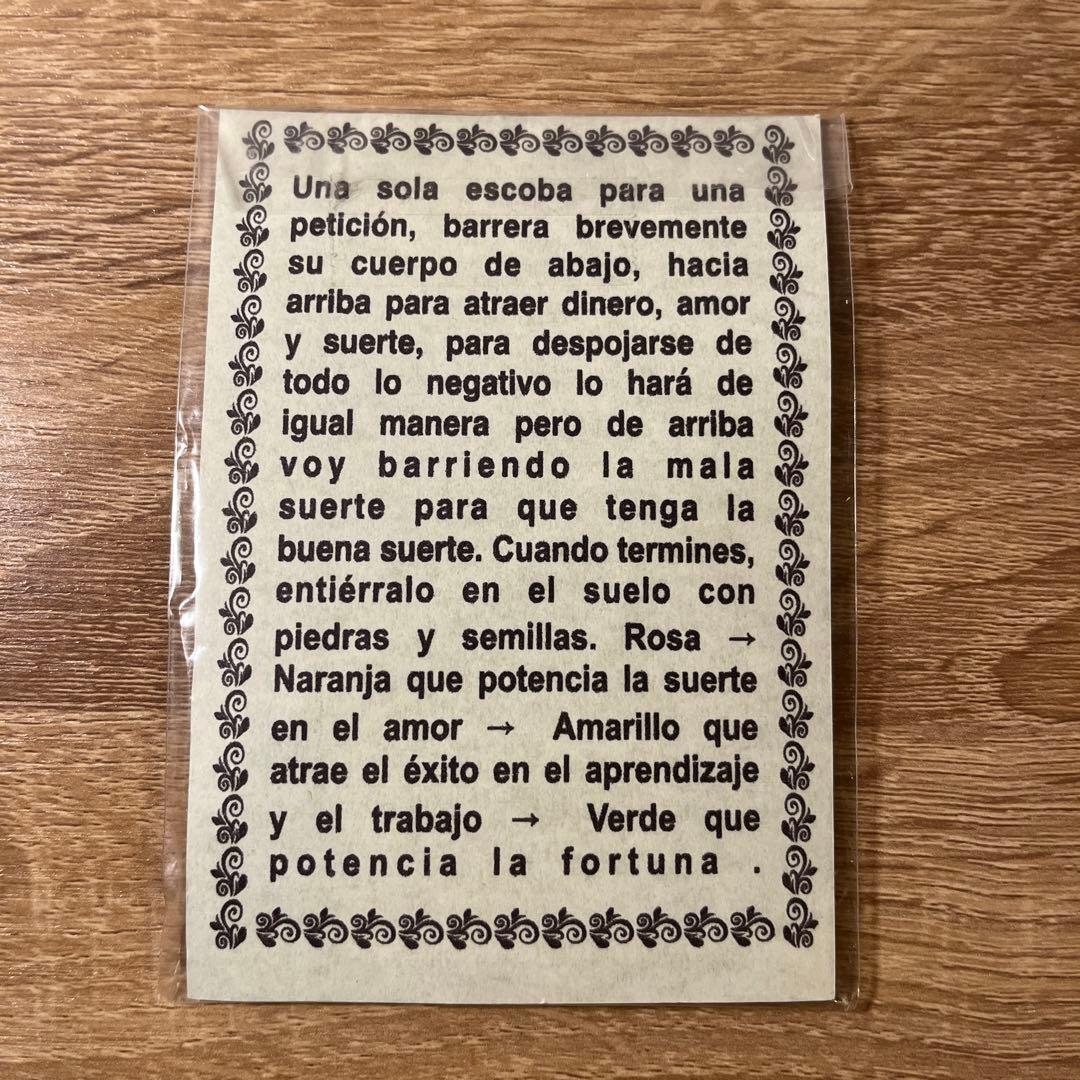 Una sola escoba para una
petición, barrera brevemente
su cuerpo de abajo, hacia
arriba para atraer dinero, amor
y suerte, para despojarse de
todo lo negativo lo hará de
igual manera pero de arriba
voy barriendo la mala
suerte para que tenga la
buena suerte. Cuando termines,
entiérralo en el suelo con
piedras y semillas. Rosa →
Naranja que potencia la suerte
en el amor → Amarillo que
atrae el éxito en el aprendizaje
y el trabajo → Verde que
potencia la fortuna .